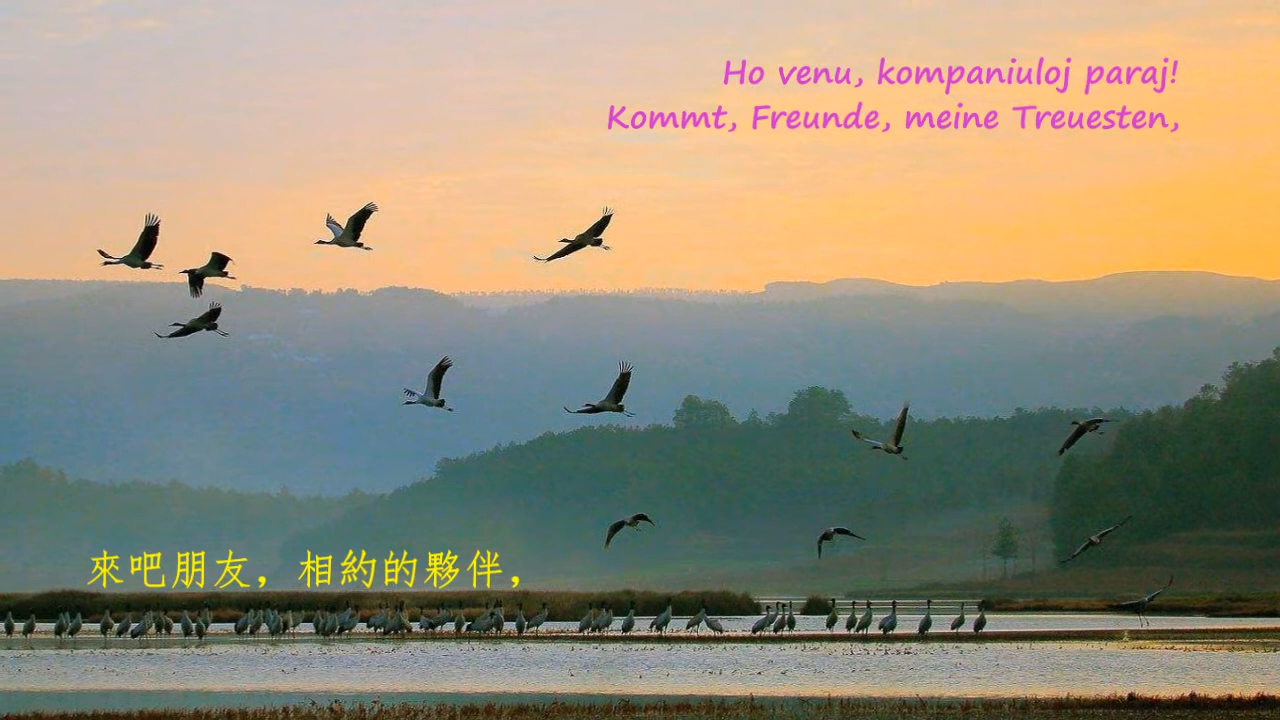 Ho venu, kompaniuloj paraj!
Kommt, Freunde, meine Treuesten,
來吧朋友，相約的夥伴，